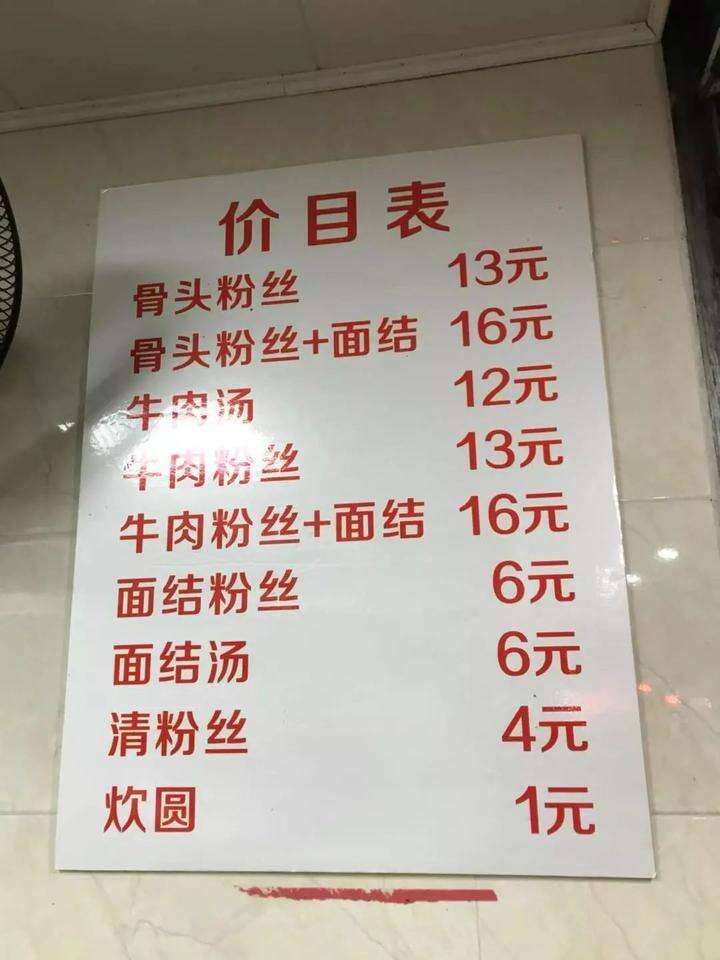 价目表
骨头粉丝 13元
骨头粉丝+面结 16元
牛肉汤 12元
牛肉粉丝 13元
牛肉粉丝+面结 16元
面结粉丝 6元
面结汤 6元
清粉丝 4元
炊圆 1元